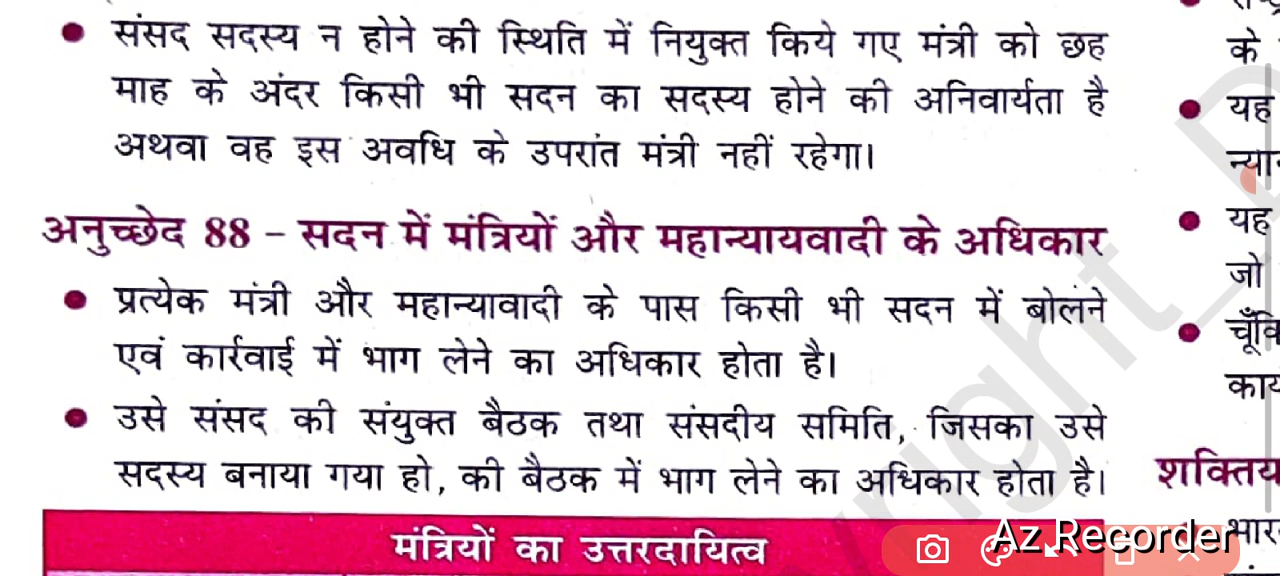 संसद सदस्य न होने की स्थिति में नियुक्त किये गए मंत्री को छह
माह के अंदर किसी भी सदन का सदस्य होने की अनिवार्यता है
अथवा वह इस अवधि के उपरांत मंत्री नहीं रहेगा।
अनुच्छेद 88 – सदन में मंत्रियों और महान्यायवादी के अधिकार
प्रत्येक मंत्री और महान्यावादी के पास किसी भी सदन में बोलने
एवं कार्रवाई में भाग लेने का अधिकार होता है।
उसे संसद की संयुक्त बैठक तथा संसदीय समिति, जिसका उसे
सदस्य बनाया गया हो, की बैठक में भाग लेने का अधिकार होता है।
मंत्रियों का उत्तरदायित्व
के
यह
यह
जो
Az Recorder